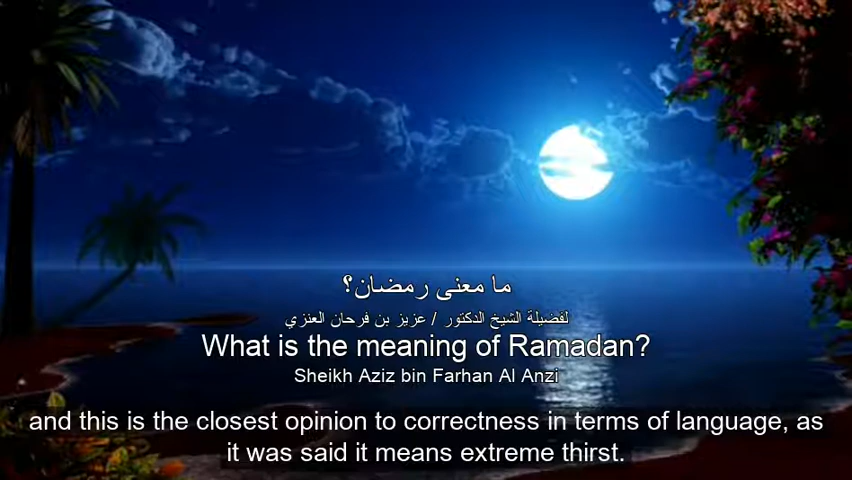 ما معنى رمضان؟
لفضيلة الشيخ الدكتور / عزيز بن فرحان العنزي
What is the meaning of Ramadan?
Sheikh Aziz bin Farhan Al Anzi
and this is the closest opinion to correctness in terms of language, as
it was said it means extreme thirst.